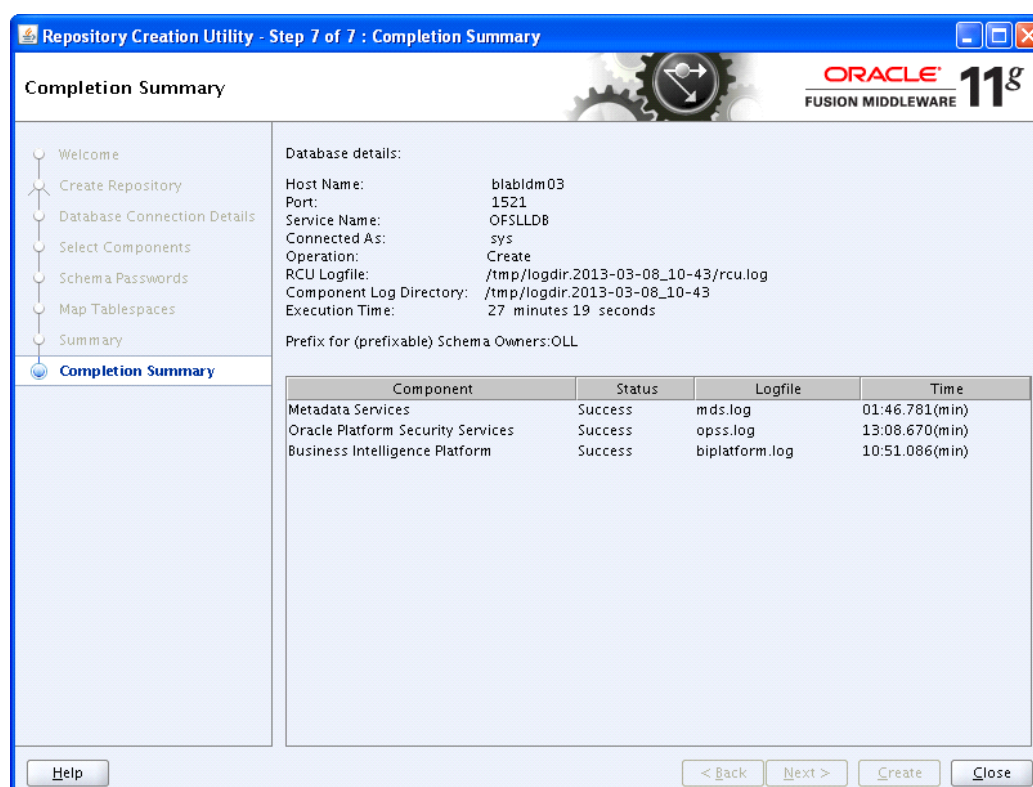 Repository Creation Utility - Step 7 of 7 : Completion Summary
Completion Summary
ORACLE
FUSION MIDDLEWARE
11g
Welcome
Create Repository
Database Connection Details
Select Components
Schema Passwords
Map Tablespaces
Summary
Completion Summary
Database details:
Host Name: blabldm03
Port: 1521
Service Name: OFSLLDB
Connected As: sys
Operation: Create
RCU Logfile: /tmp/logdir.2013-03-08_10-43/rcu.log
Component Log Directory: /tmp/logdir.2013-03-08_10-43
Execution Time: 27 minutes 19 seconds
Prefix for (prefixable) Schema Owners:OLL
Component Status Logfile Time
Metadata Services Success mds.log 01:46.781(min)
Oracle Platform Security Services Success opss.log 13:08.670(min)
Business Intelligence Platform Success biplatform.log 10:51.086(min)
Help < Back Next > Create Close